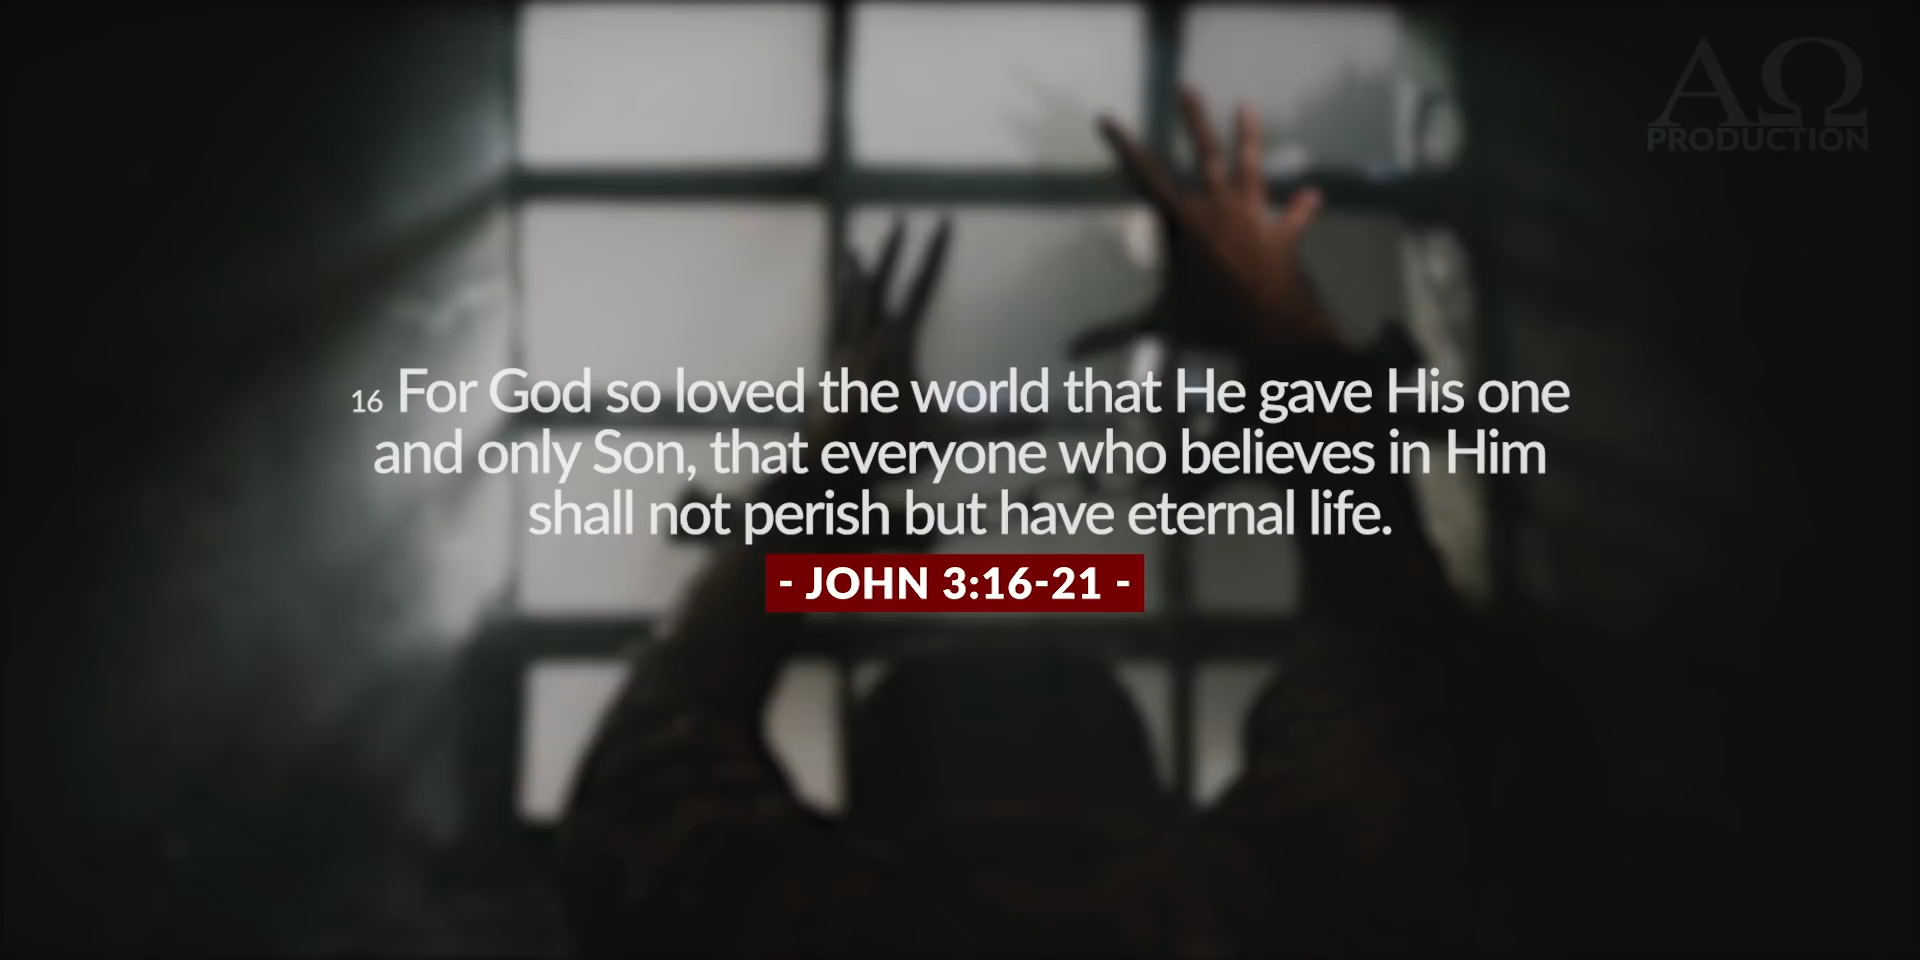 ΑΩ
PRODUCTION
16 For God so loved the world that He gave His one
and only Son, that everyone who believes in Him
shall not perish but have eternal life.
- JOHN 3:16-21 -